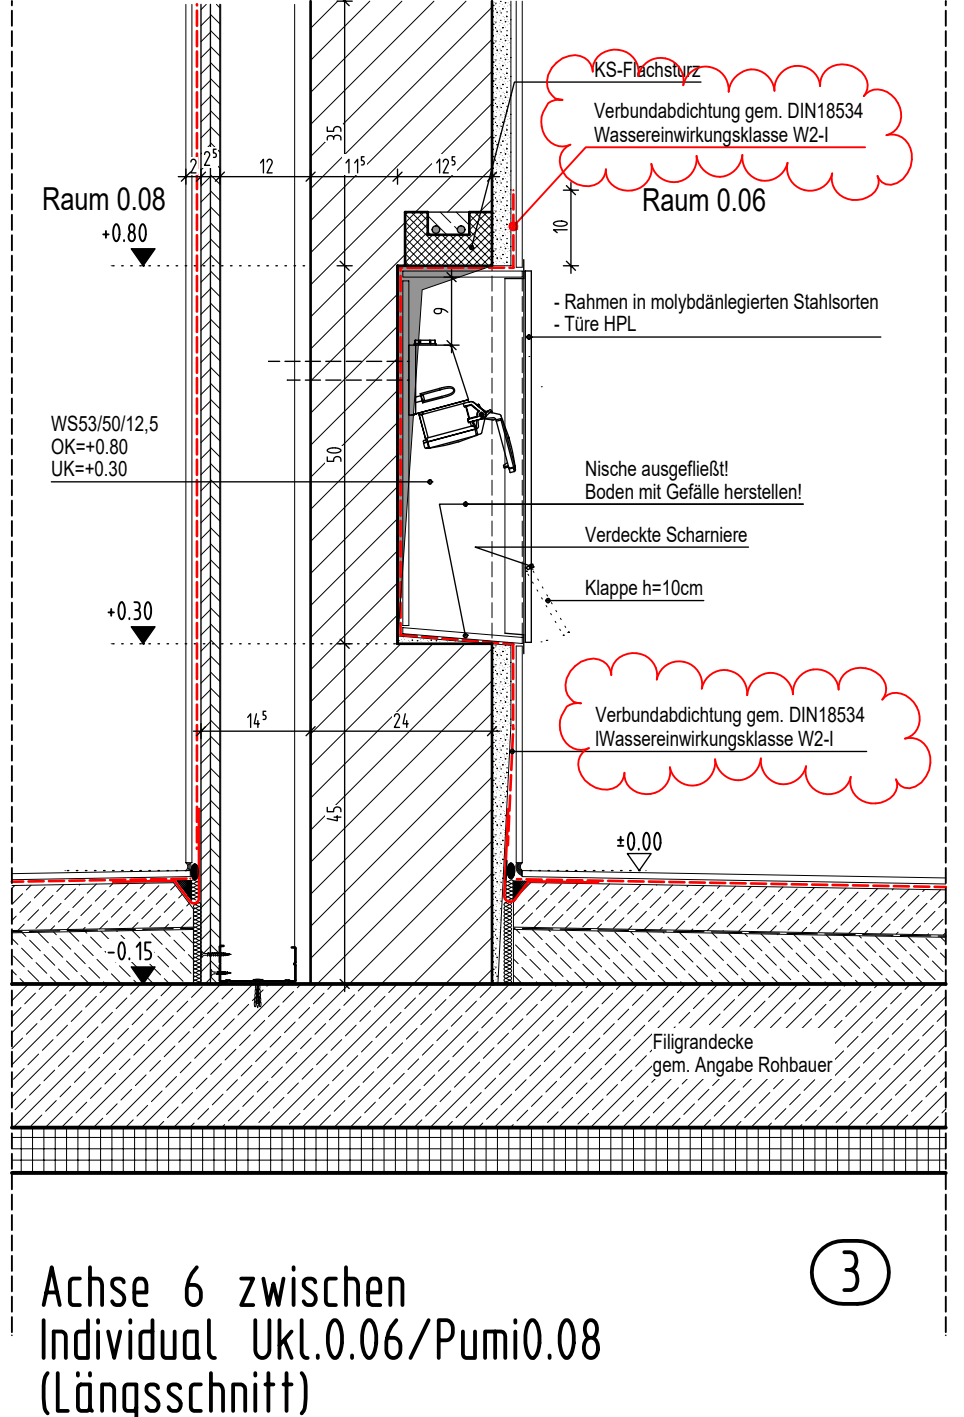 KS-Flachsturz
Verbundabdichtung gem. DIN18534
Wassereinwirkungsklasse W2-I
35
2
2⁵
12
11⁵
12⁵
Raum 0.08
+0.80
Raum 0.06
10
- Rahmen in molybdänlegierten Stahlsorten
- Türe HPL
9
WS53/50/12,5
OK=+0.80
UK=+0.30
50
Nische ausgefließt!
Boden mit Gefälle herstellen!
Verdeckte Scharniere
Klappe h=10cm
+0.30
14⁵
24
Verbundabdichtung gem. DIN18534
lWassereinwirkungsklasse W2-I
45
±0.00
-0.15
Filigrandecke
gem. Angabe Rohbauer
3
Achse 6 zwischen
Individual Ukl.0.06/Pumi0.08
(Längsschnitt)